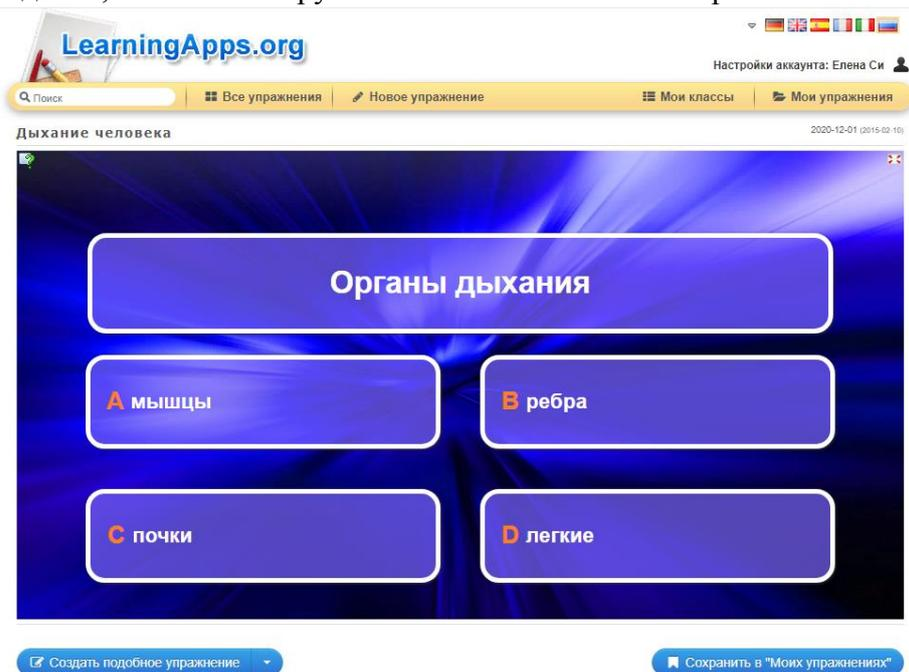 LearningApps.org
Настройки аккаунта: Елена Си
Поиск
Все упражнения
Новое упражнение
Мои классы
Мои упражнения
Дыхание человека
2020-12-01 (2015-02-10)
Органы дыхания
A мышцы
B ребра
C почки
D легкие
Создать подобное упражнение
Сохранить в "Моих упражнениях"